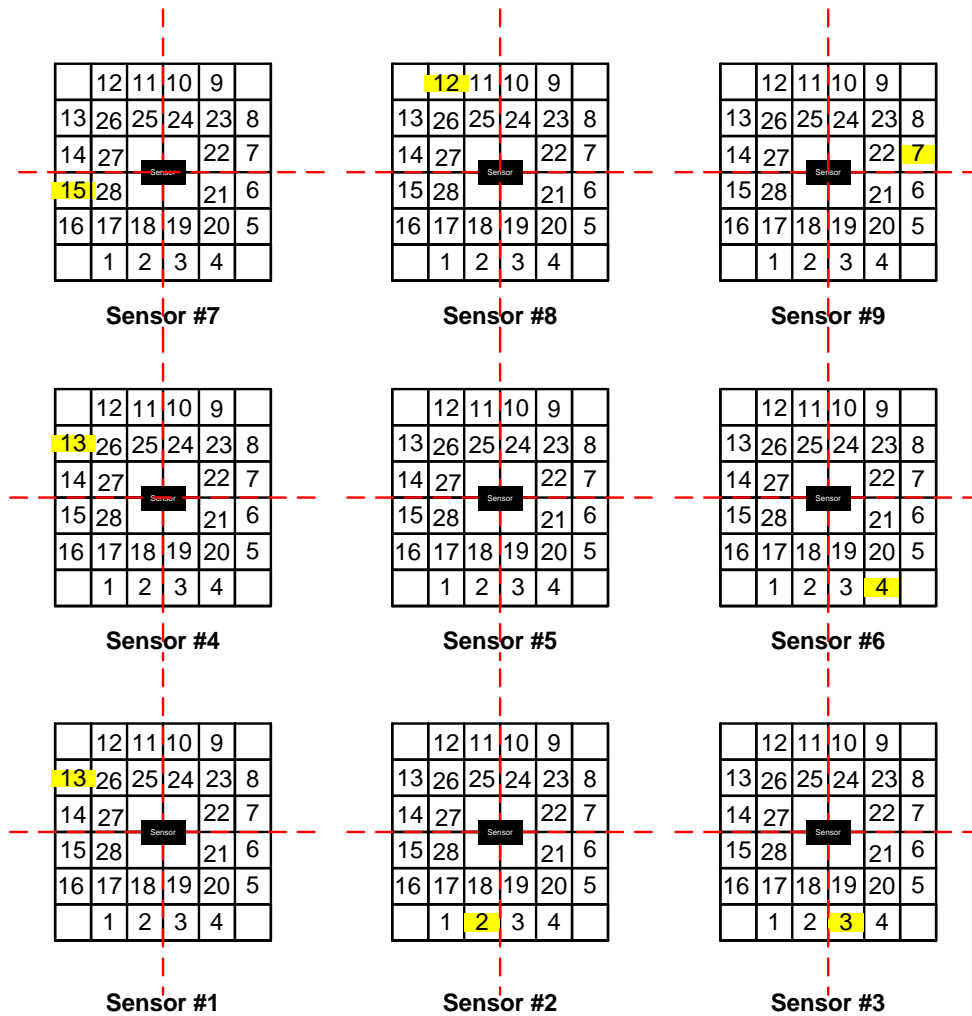 12 11 10 9 12 11 10 9 12 11 10 9
13 26 25 24 23 8 13 26 25 24 23 8 13 26 25 24 23 8
14 27 22 7 14 27 22 7 14 27 22 7
Sensor Sensor Sensor
15 28 21 6 15 28 21 6 15 28 21 6
16 17 18 19 20 5 16 17 18 19 20 5 16 17 18 19 20 5
1 2 3 4 1 2 3 4 1 2 3 4
Sensor #7 Sensor #8 Sensor #9
12 11 10 9 12 11 10 9 12 11 10 9
13 26 25 24 23 8 13 26 25 24 23 8 13 26 25 24 23 8
14 27 22 7 14 27 22 7 14 27 22 7
Sensor Sensor Sensor
15 28 21 6 15 28 21 6 15 28 21 6
16 17 18 19 20 5 16 17 18 19 20 5 16 17 18 19 20 5
1 2 3 4 1 2 3 4 1 2 3 4
Sensor #4 Sensor #5 Sensor #6
12 11 10 9 12 11 10 9 12 11 10 9
13 26 25 24 23 8 13 26 25 24 23 8 13 26 25 24 23 8
14 27 22 7 14 27 22 7 14 27 22 7
Sensor Sensor Sensor
15 28 21 6 15 28 21 6 15 28 21 6
16 17 18 19 20 5 16 17 18 19 20 5 16 17 18 19 20 5
1 2 3 4 1 2 3 4 1 2 3 4
Sensor #1 Sensor #2 Sensor #3